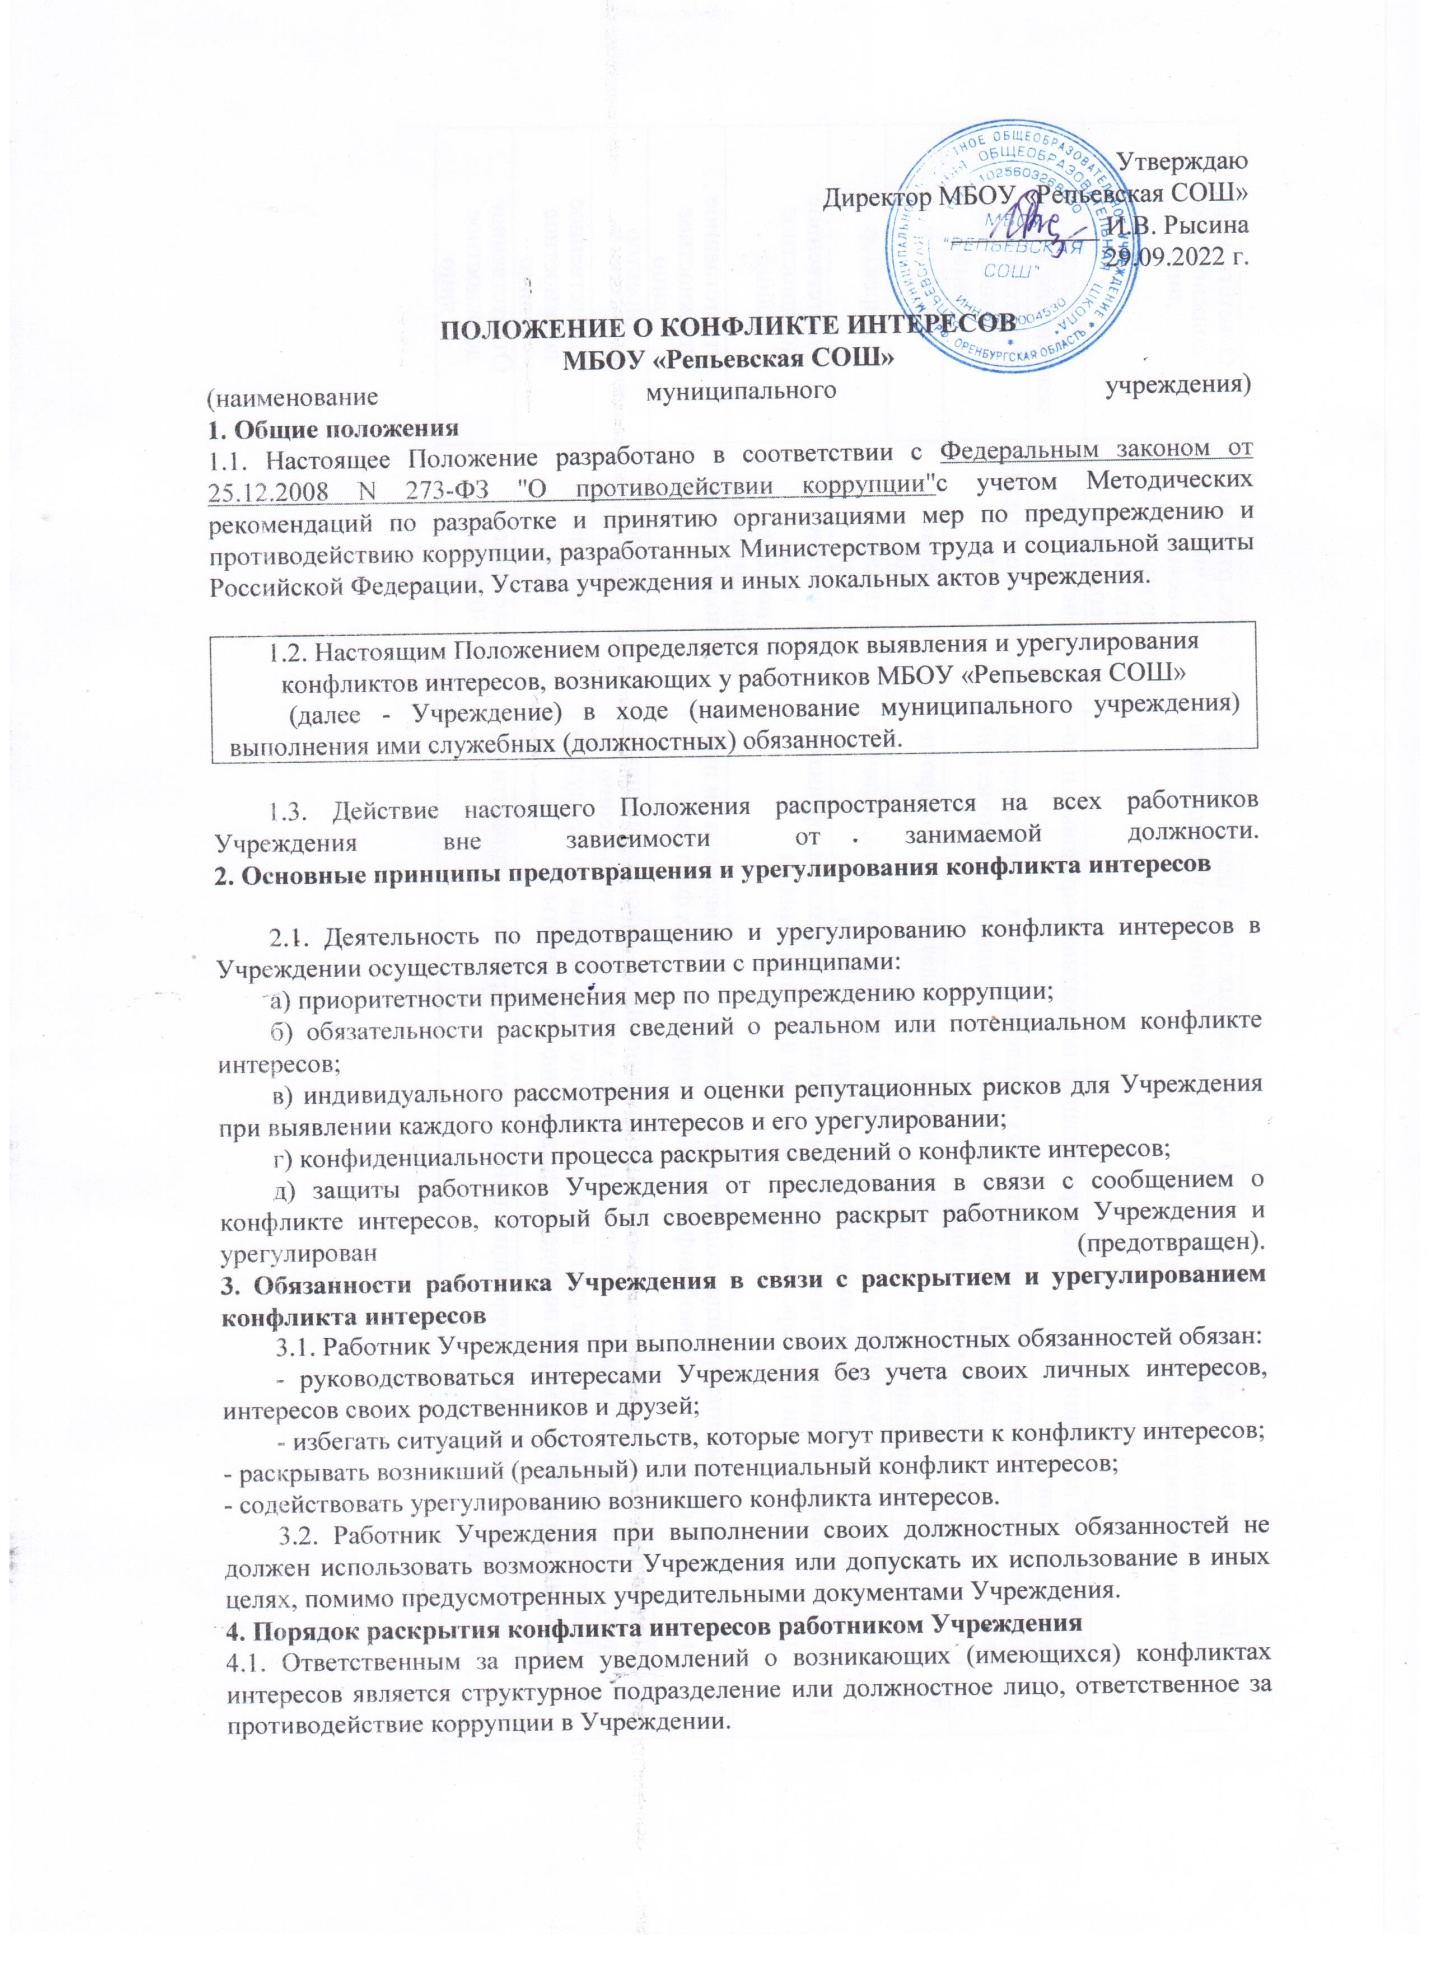 Утверждаю
Директор МБОУ «Репьевская СОШ»
И.В. Рысина
29.09.2022 г.
ОБЩЕОБРАЗОВАТЕЛЬНОЕ УЧРЕЖДЕНИЕ
ОБЩЕОБРАЗОВАТЕЛЬНАЯ ШКОЛА
ОРЕНБУРГСКАЯ ОБЛАСТЬ
"РЕПЬЕВСКАЯ
СОШ"
ПОЛОЖЕНИЕ О КОНФЛИКТЕ ИНТЕРЕСОВ
МБОУ «Репьевская СОШ»
(наименование муниципального учреждения)
1. Общие положения
1.1. Настоящее Положение разработано в соответствии с Федеральным законом от
25.12.2008 N 273-ФЗ "О противодействии коррупции"с учетом Методических
рекомендаций по разработке и принятию организациями мер по предупреждению и
противодействию коррупции, разработанных Министерством труда и социальной защиты
Российской Федерации, Устава учреждения и иных локальных актов учреждения.
1.2. Настоящим Положением определяется порядок выявления и урегулирования
конфликтов интересов, возникающих у работников МБОУ «Репьевская СОШ»
(далее - Учреждение) в ходе (наименование муниципального учреждения)
выполнения ими служебных (должностных) обязанностей.
1.3. Действие настоящего Положения распространяется на всех работников
Учреждения вне зависимости от занимаемой должности.
2. Основные принципы предотвращения и урегулирования конфликта интересов
2.1. Деятельность по предотвращению и урегулированию конфликта интересов в
Учреждении осуществляется в соответствии с принципами:
а) приоритетности применения мер по предупреждению коррупции;
б) обязательности раскрытия сведений о реальном или потенциальном конфликте
интересов;
в) индивидуального рассмотрения и оценки репутационных рисков для Учреждения
при выявлении каждого конфликта интересов и его урегулировании;
г) конфиденциальности процесса раскрытия сведений о конфликте интересов;
д) защиты работников Учреждения от преследования в связи с сообщением о
конфликте интересов, который был своевременно раскрыт работником Учреждения и
урегулирован (предотвращен).
3. Обязанности работника Учреждения в связи с раскрытием и урегулированием
конфликта интересов
3.1. Работник Учреждения при выполнении своих должностных обязанностей обязан:
- руководствоваться интересами Учреждения без учета своих личных интересов,
интересов своих родственников и друзей;
- избегать ситуаций и обстоятельств, которые могут привести к конфликту интересов;
- раскрывать возникший (реальный) или потенциальный конфликт интересов;
- содействовать урегулированию возникшего конфликта интересов.
3.2. Работник Учреждения при выполнении своих должностных обязанностей не
должен использовать возможности Учреждения или допускать их использование в иных
целях, помимо предусмотренных учредительными документами Учреждения.
4. Порядок раскрытия конфликта интересов работником Учреждения
4.1. Ответственным за прием уведомлений о возникающих (имеющихся) конфликтах
интересов является структурное подразделение или должностное лицо, ответственное за
противодействие коррупции в Учреждении.